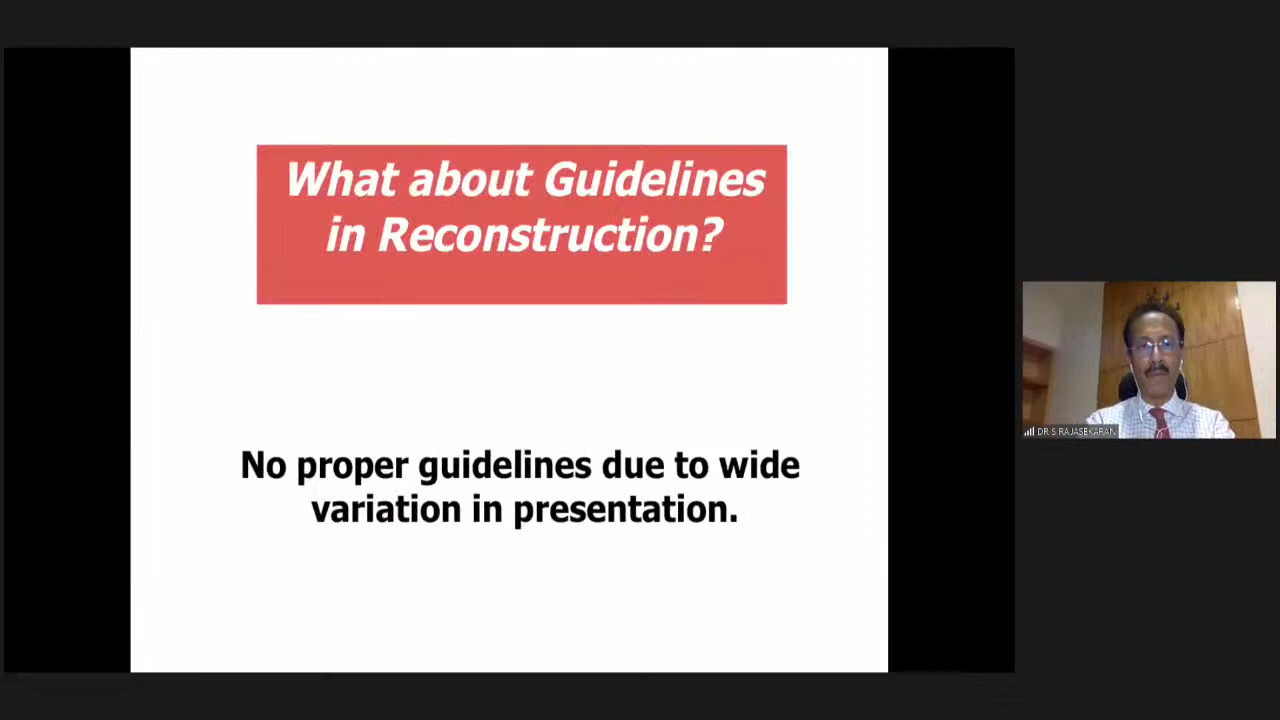 What about Guidelines
in Reconstruction?
No proper guidelines due to wide
variation in presentation.
DR S RAJASEKARAN